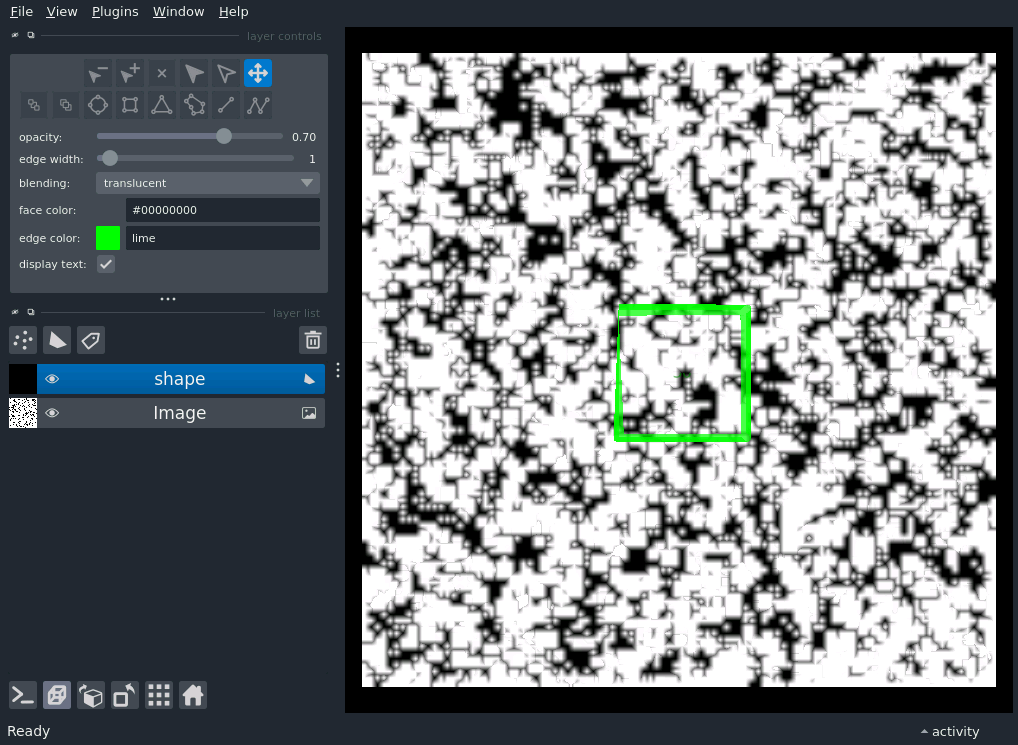 File View Plugins Window Help
layer controls
opacity: 0.70
edge width: 1
blending: translucent
face color: #00000000
edge color: lime
display text:
layer list
shape
Image
Ready
activity